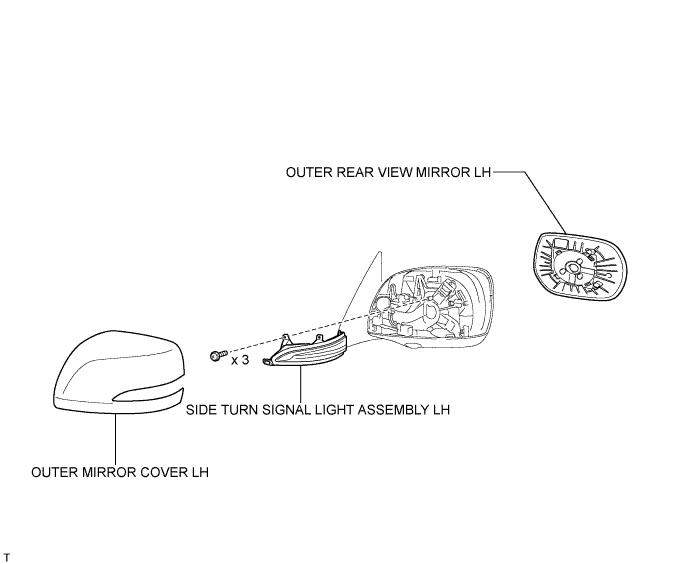 OUTER REAR VIEW MIRROR LH
x 3
SIDE TURN SIGNAL LIGHT ASSEMBLY LH
OUTER MIRROR COVER LH
T